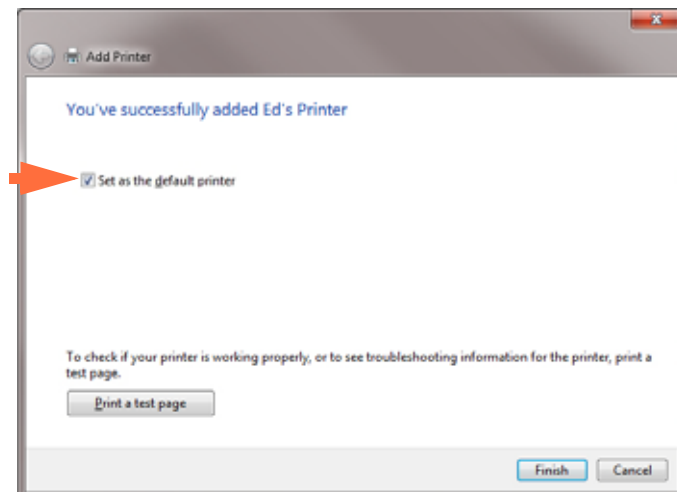 Add Printer
You've successfully added Ed's Printer
Set as the default printer
To check if your printer is working properly, or to see troubleshooting information for the printer, print a
test page.
Print a test page
Finish Cancel